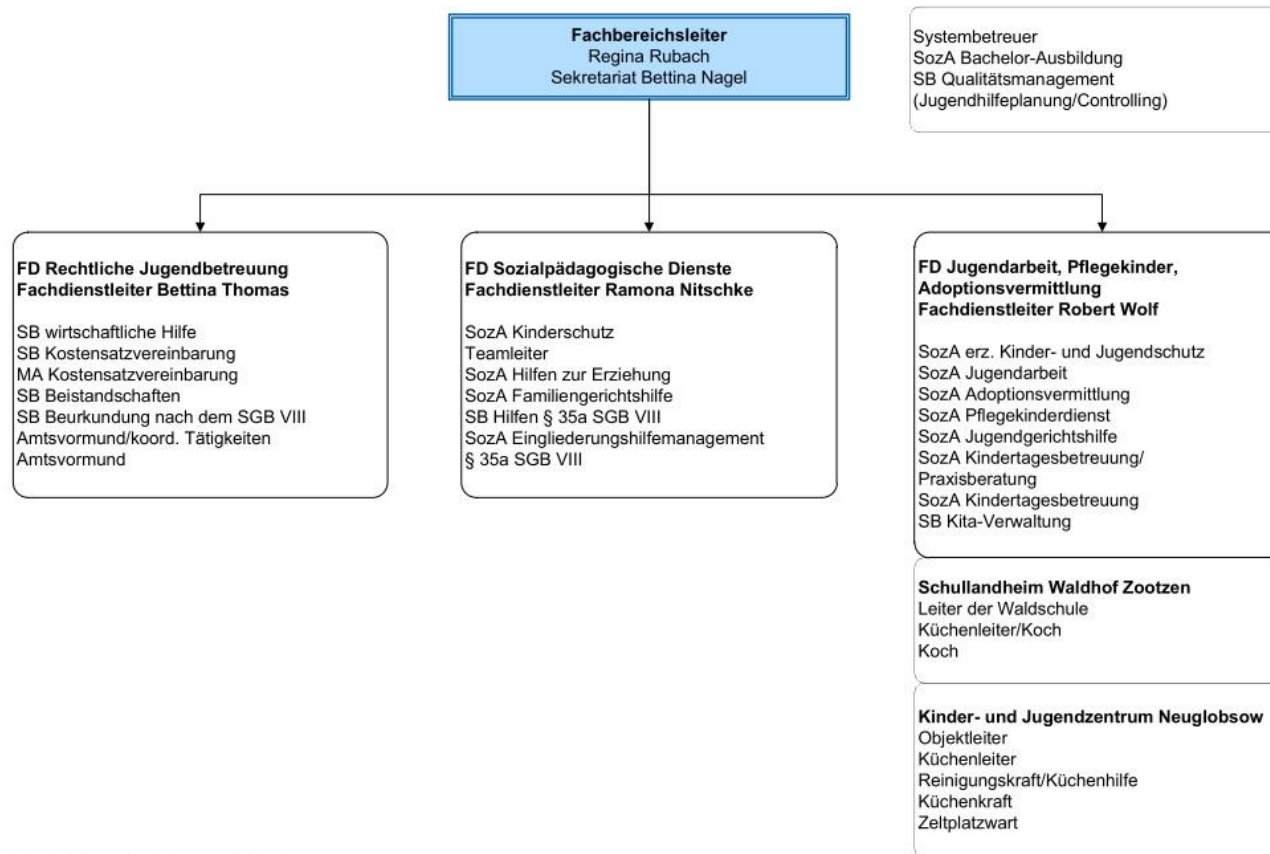 Fachbereichsleiter
Regina Rubach
Sekretariat Bettina Nagel
Systembetreuer
SozA Bachelor-Ausbildung
SB Qualitätsmanagement
(Jugendhilfeplanung/Controlling)
FD Rechtliche Jugendbetreuung
Fachdienstleiter Bettina Thomas
SB wirtschaftliche Hilfe
SB Kostensatzvereinbarung
MA Kostensatzvereinbarung
SB Beistandschaften
SB Beurkundung nach dem SGB VIII
Amtsvormund/koord. Tätigkeiten
Amtsvormund
FD Sozialpädagogische Dienste
Fachdienstleiter Ramona Nitschke
SozA Kinderschutz
Teamleiter
SozA Hilfen zur Erziehung
SozA Familiengerichtshilfe
SB Hilfen § 35a SGB VIII
SozA Eingliederungshilfemanagement
§ 35a SGB VIII
FD Jugendarbeit, Pflegekinder,
Adoptionsvermittlung
Fachdienstleiter Robert Wolf
SozA erz. Kinder- und Jugendschutz
SozA Jugendarbeit
SozA Adoptionsvermittlung
SozA Pflegekinderdienst
SozA Jugendgerichtshilfe
SozA Kindertagesbetreuung/
Praxisberatung
SozA Kindertagesbetreuung
SB Kita-Verwaltung
Schullandheim Waldhof Zootzen
Leiter der Waldschule
Küchenleiter/Koch
Koch
Kinder- und Jugendzentrum Neuglobsow
Objektleiter
Küchenleiter
Reinigungskraft/Küchenhilfe
Küchenkraft
Zeltplatzwart